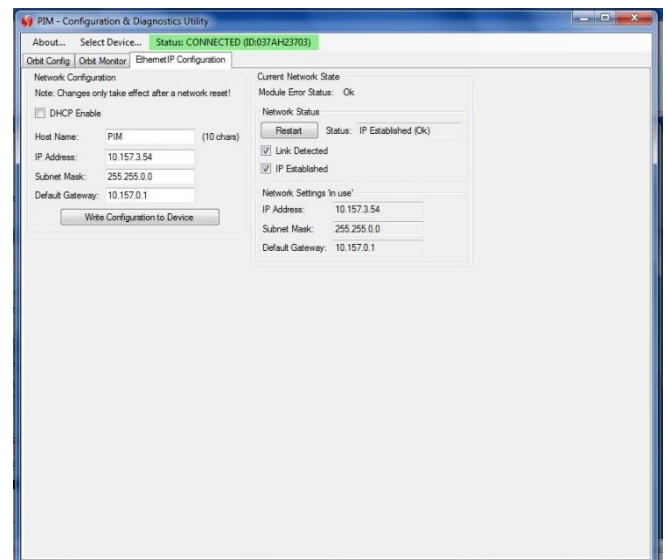 PIM - Configuration & Diagnostics Utility
About... Select Device... Status: CONNECTED (ID:037AH23703)
Orbit Config Orbit Monitor EthernetIP Configuration
Network Configuration
Note: Changes only take effect after a network reset!
DHCP Enable
Host Name: PIM (10 chars)
IP Address: 10.157.3.54
Subnet Mask: 255.255.0.0
Default Gateway: 10.157.0.1
Write Configuration to Device
Current Network State
Module Error Status: Ok
Network Status
Restart Status: IP Established (Ok)
Link Detected
IP Established
Network Settings 'in use'
IP Address: 10.157.3.54
Subnet Mask: 255.255.0.0
Default Gateway: 10.157.0.1